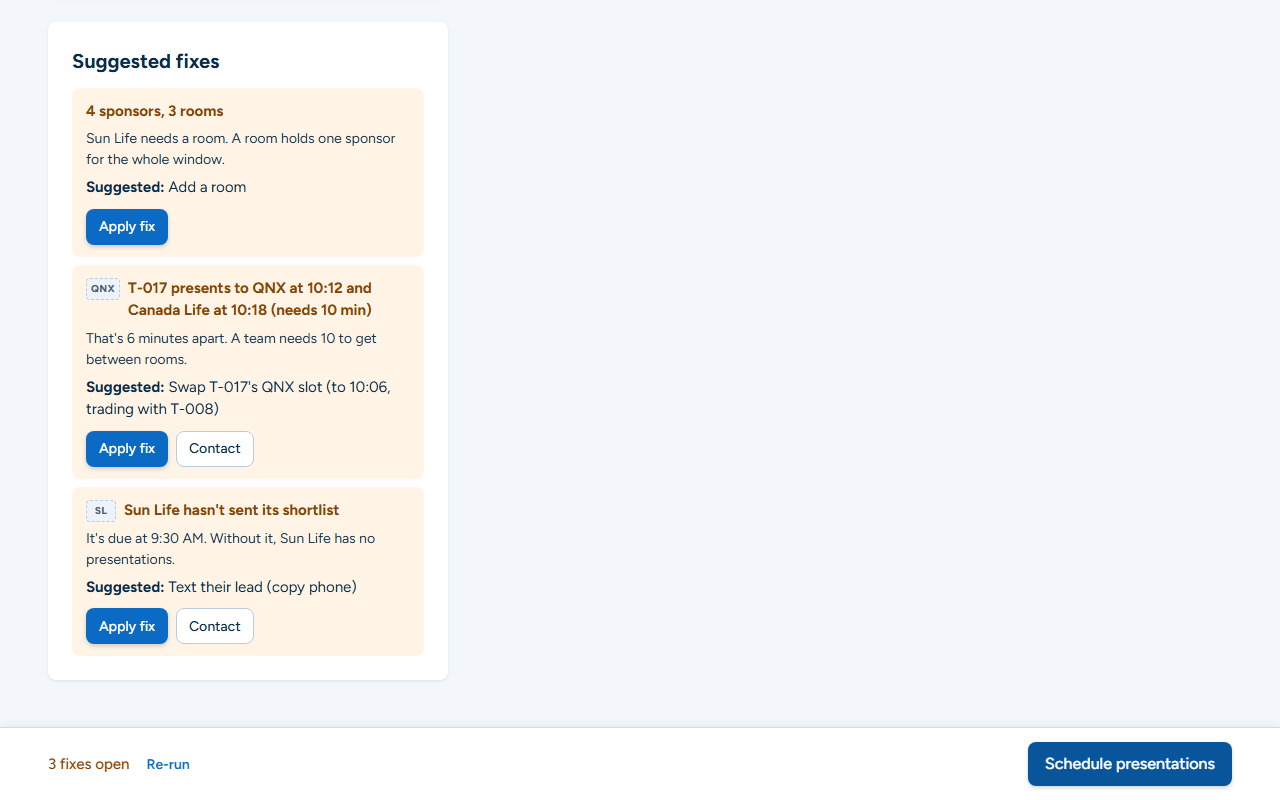 Suggested fixes
4 sponsors, 3 rooms
Sun Life needs a room. A room holds one sponsor
for the whole window.
Suggested: Add a room
Apply fix
QNX
T-017 presents to QNX at 10:12 and
Canada Life at 10:18 (needs 10 min)
That's 6 minutes apart. A team needs 10 to get
between rooms.
Suggested: Swap T-017's QNX slot (to 10:06,
trading with T-008)
Apply fix
Contact
SL
Sun Life hasn't sent its shortlist
It's due at 9:30 AM. Without it, Sun Life has no
presentations.
Suggested: Text their lead (copy phone)
Apply fix
Contact
3 fixes open
Re-run
Schedule presentations